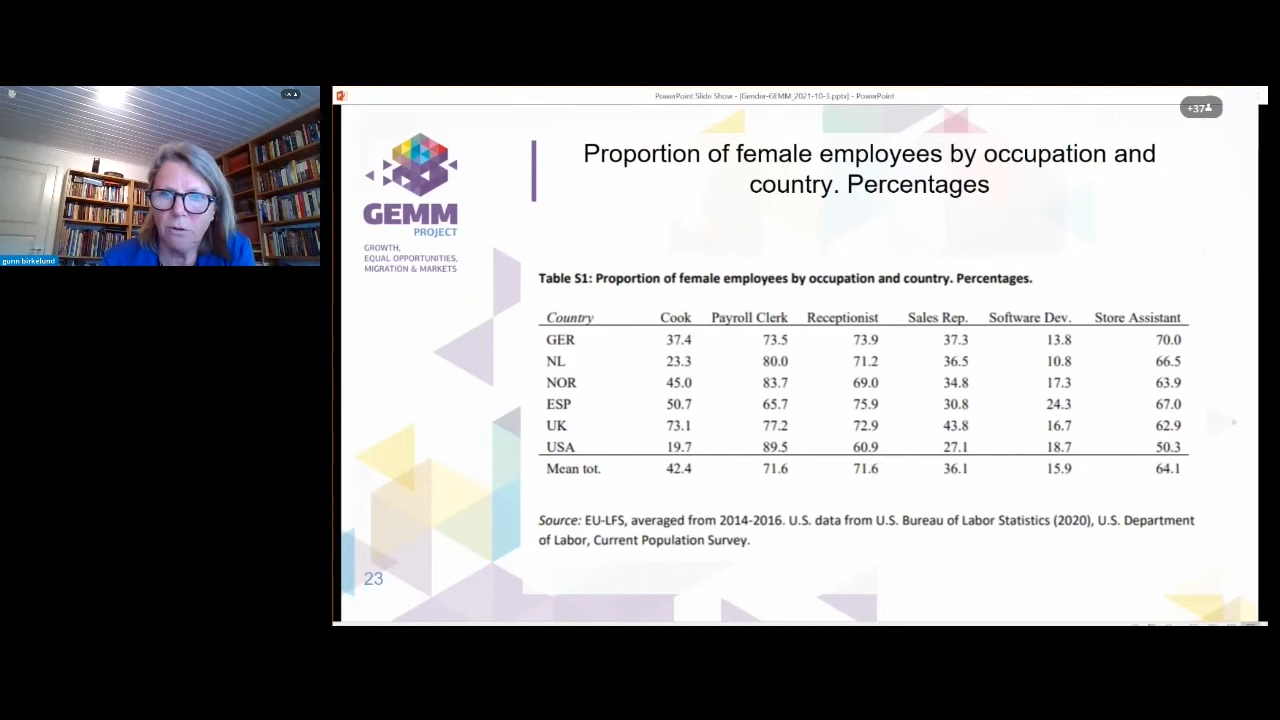 PowerPoint Slide Show - [Gender-GEMM_2021-10-3.pptx] - PowerPoint
+37
gunn birkelund
GEMM
PROJECT
GROWTH,
EQUAL OPPORTUNITIES,
MIGRATION & MARKETS
Proportion of female employees by occupation and
country. Percentages
Table S1: Proportion of female employees by occupation and country. Percentages.
Country Cook Payroll Clerk Receptionist Sales Rep. Software Dev. Store Assistant
GER 37.4 73.5 73.9 37.3 13.8 70.0
NL 23.3 80.0 71.2 36.5 10.8 66.5
NOR 45.0 83.7 69.0 34.8 17.3 63.9
ESP 50.7 65.7 75.9 30.8 24.3 67.0
UK 73.1 77.2 72.9 43.8 16.7 62.9
USA 19.7 89.5 60.9 27.1 18.7 50.3
Mean tot. 42.4 71.6 71.6 36.1 15.9 64.1
Source: EU-LFS, averaged from 2014-2016. U.S. data from U.S. Bureau of Labor Statistics (2020), U.S. Department
of Labor, Current Population Survey.
23